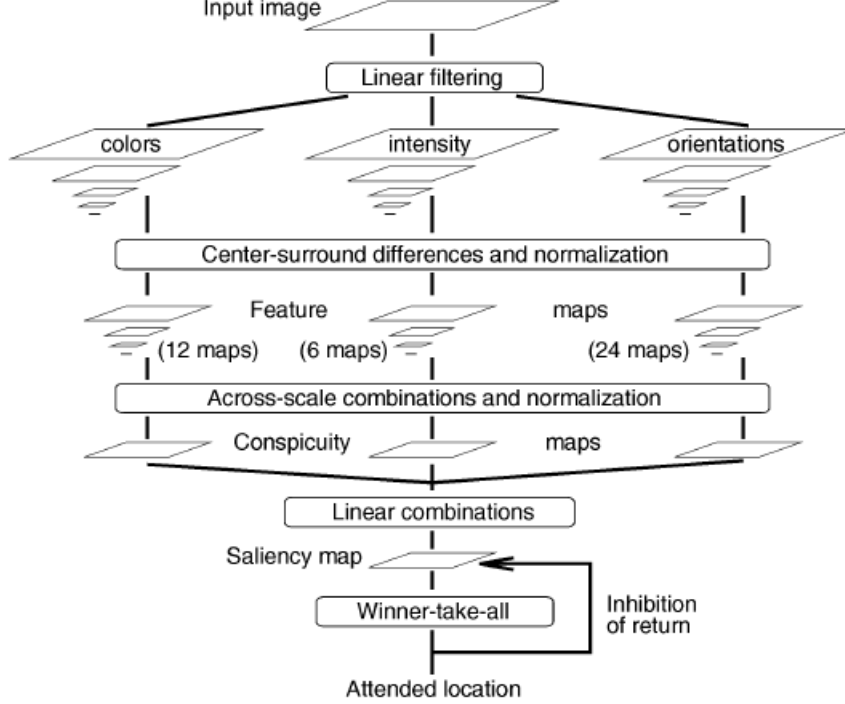 Input image
Linear filtering
colors
intensity
orientations
Center-surround differences and normalization
Feature
maps
(12 maps)
(6 maps)
(24 maps)
Across-scale combinations and normalization
Conspicuity
maps
Linear combinations
Saliency map
Winner-take-all
Inhibition
of return
Attended location